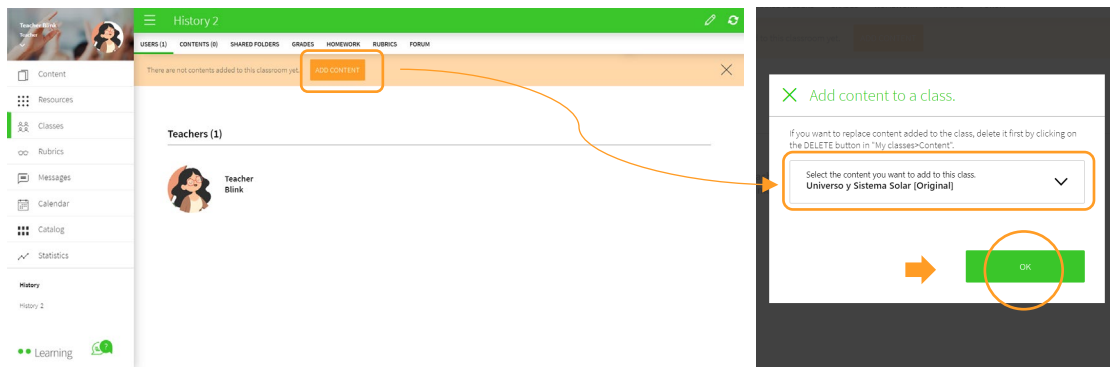 Teacher Blink
Teacher
Content
Resources
Classes
Rubrics
Messages
Calendar
Catalog
Statistics
History
History 2
Learning
?
History 2
USERS (1) CONTENTS (0) SHARED FOLDERS GRADES HOMEWORK RUBRICS FORUM
There are not contents added to this classroom yet. ADD CONTENT
Teachers (1)
Teacher
Blink
Add content to a class.
If you want to replace content added to the class, delete it first by clicking on
the DELETE button in "My classes>Content".
Select the content you want to add to this class.
Universo y Sistema Solar [Original]
OK